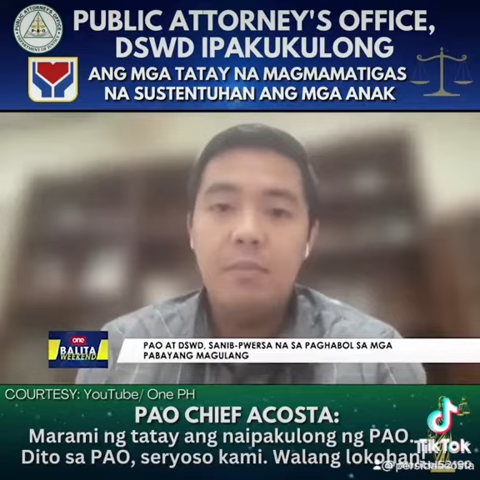 PUBLIC ATTORNEY'S OFFICE,
DSWD IPAKUKULONG
ANG MGA TATAY NA MAGMAMATIGAS
NA SUSTENTUHAN ANG MGA ANAK
one
BALITA
WEEKEND
PAO AT DSWD, SANIB-PWERSA NA SA PAGHABOL SA MGA
PABAYANG MAGULANG
COURTESY: YouTube/ One PH
PAO CHIEF ACOSTA:
Marami ng tatay ang naipakulong ng PAO...
Dito sa PAO, seryoso kami. Walang lokohan!
TikTok